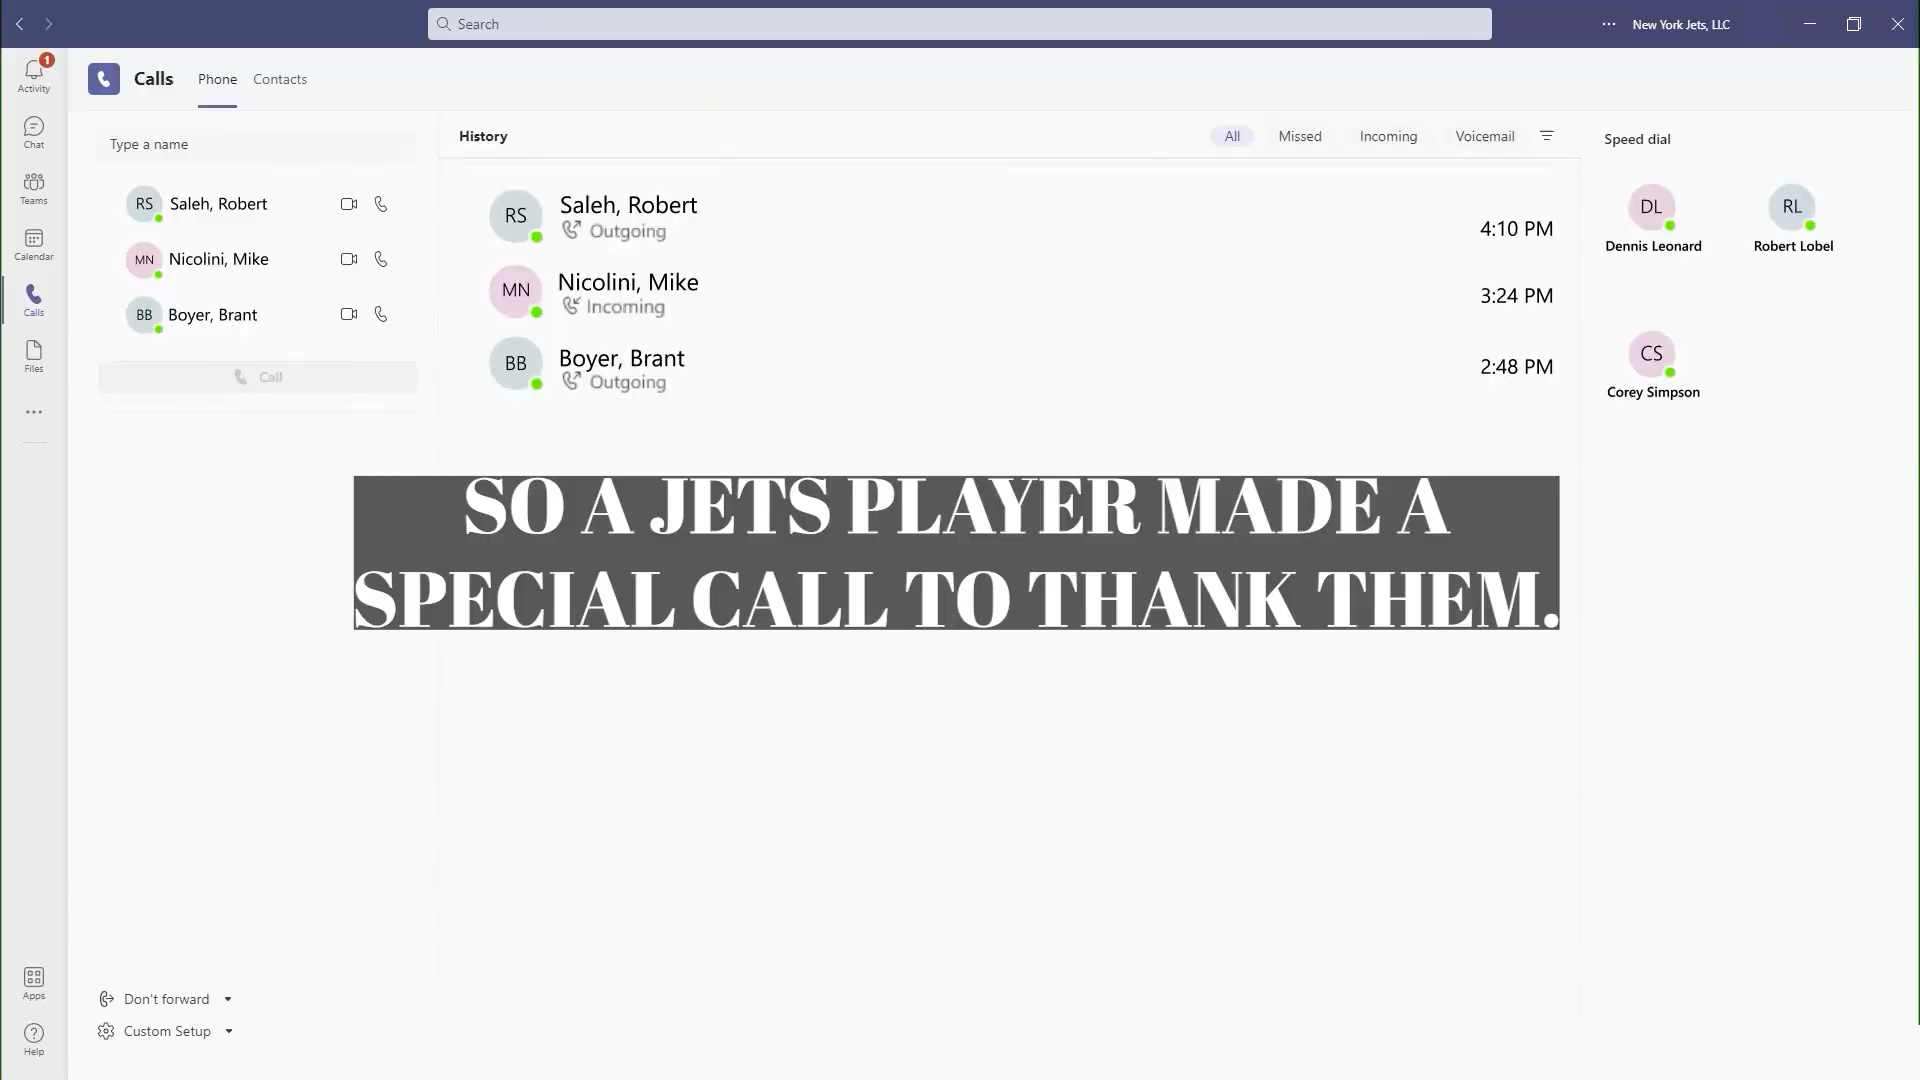 Search
New York Jets, LLC
1
Activity
Chat
Teams
Calendar
Calls
Files
Apps
Help
Calls
Phone
Contacts
Type a name
RS Saleh, Robert
MN Nicolini, Mike
BB Boyer, Brant
Call
Don't forward
Custom Setup
History
All
Missed
Incoming
Voicemail
RS Saleh, Robert
Outgoing
4:10 PM
MN Nicolini, Mike
Incoming
3:24 PM
BB Boyer, Brant
Outgoing
2:48 PM
SO A JETS PLAYER MADE A
SPECIAL CALL TO THANK THEM.
Speed dial
DL
Dennis Leonard
RL
Robert Lobel
CS
Corey Simpson